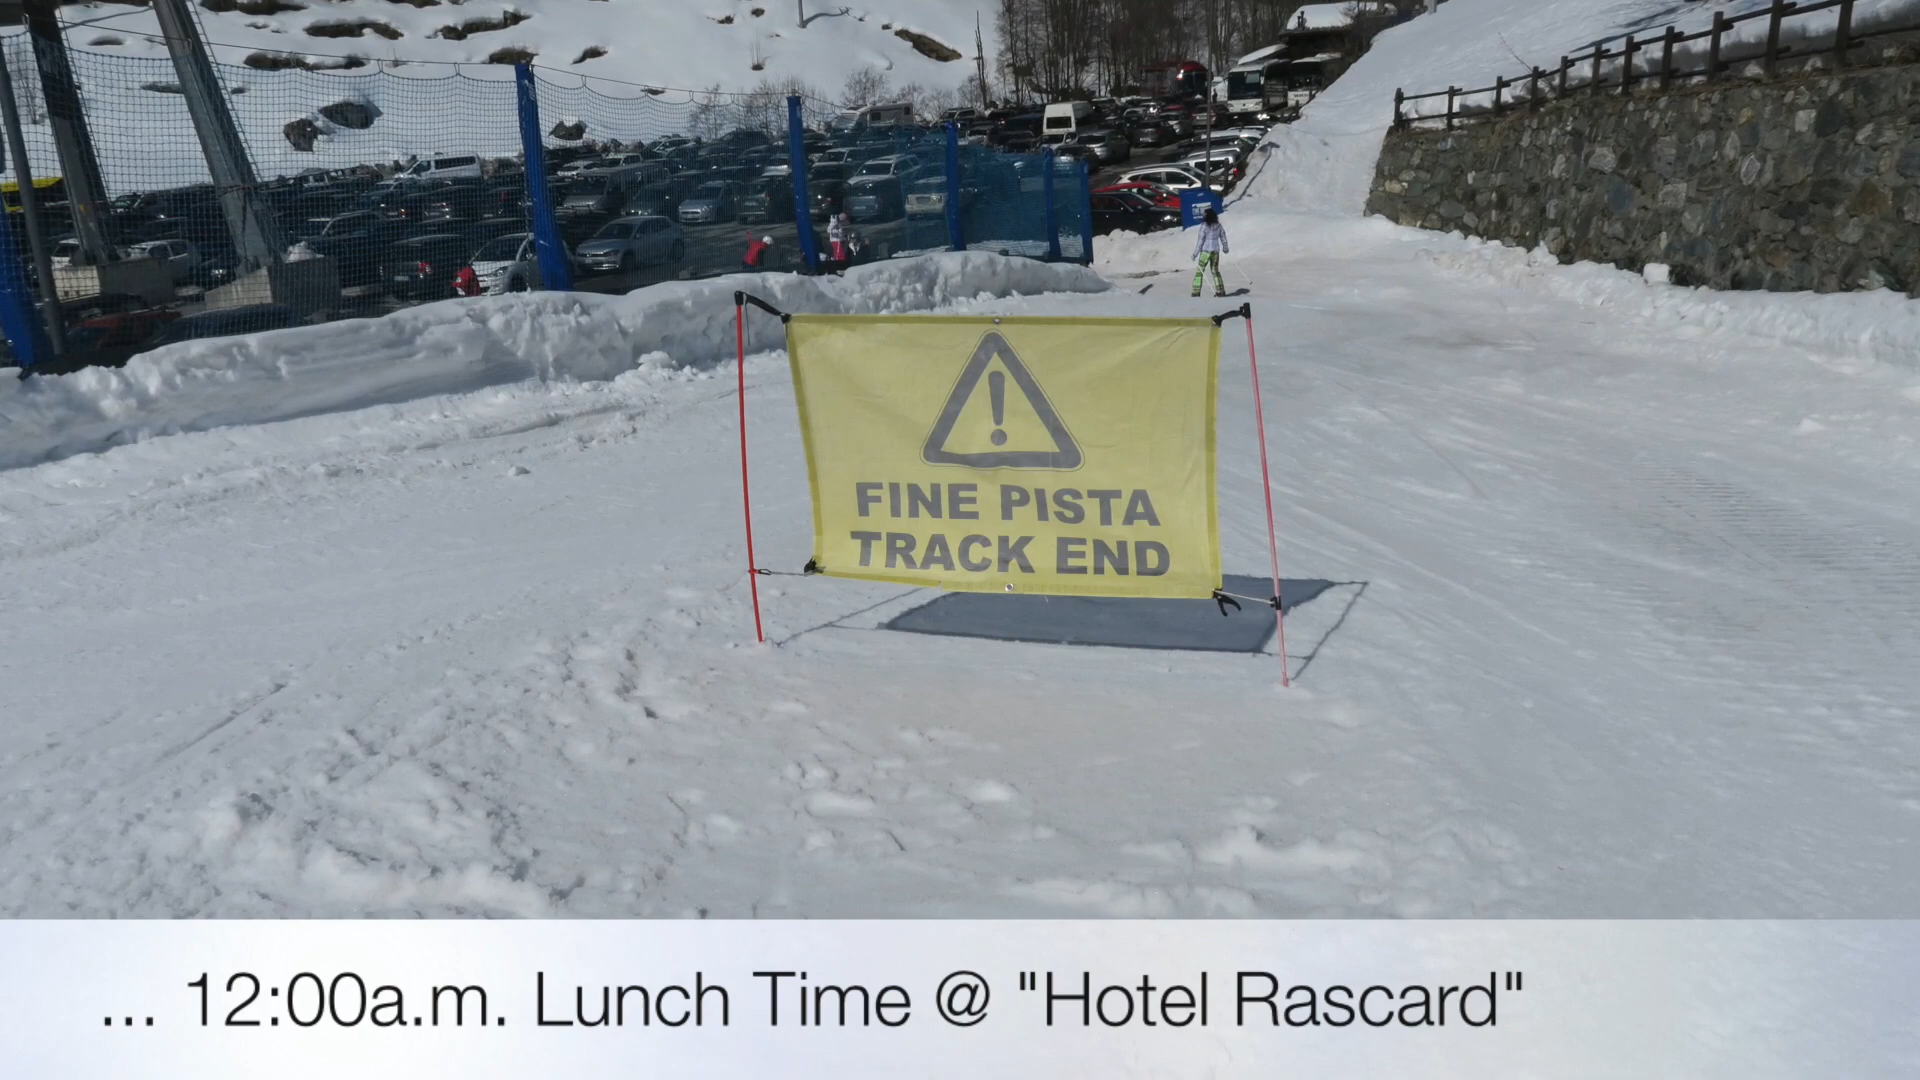 FINE PISTA
TRACK END
... 12:00a.m. Lunch Time @ "Hotel Rascard"